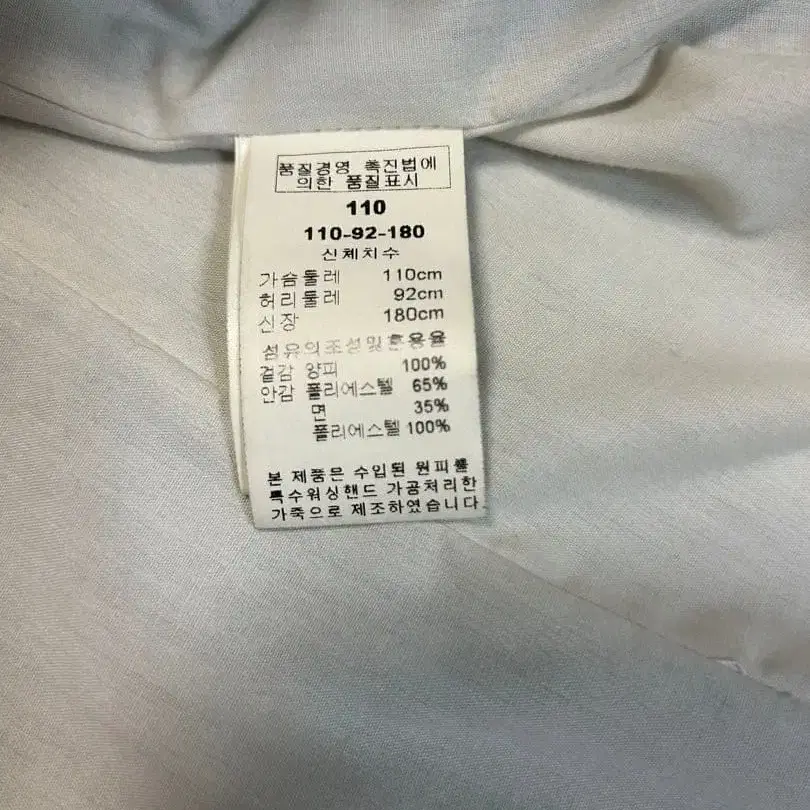 품질경영 촉진법에
의한 품질표시
110
110-92-180
신체치수
가슴둘레 110cm
허리둘레 92cm
신장 180cm
섬유의조성및혼용율
겉감 양피 100%
안감 폴리에스텔 65%
면 35%
폴리에스텔 100%
본 제품은 수입된 원피를
특수워싱핸드 가공처리한
가죽으로 제조하였습니다.